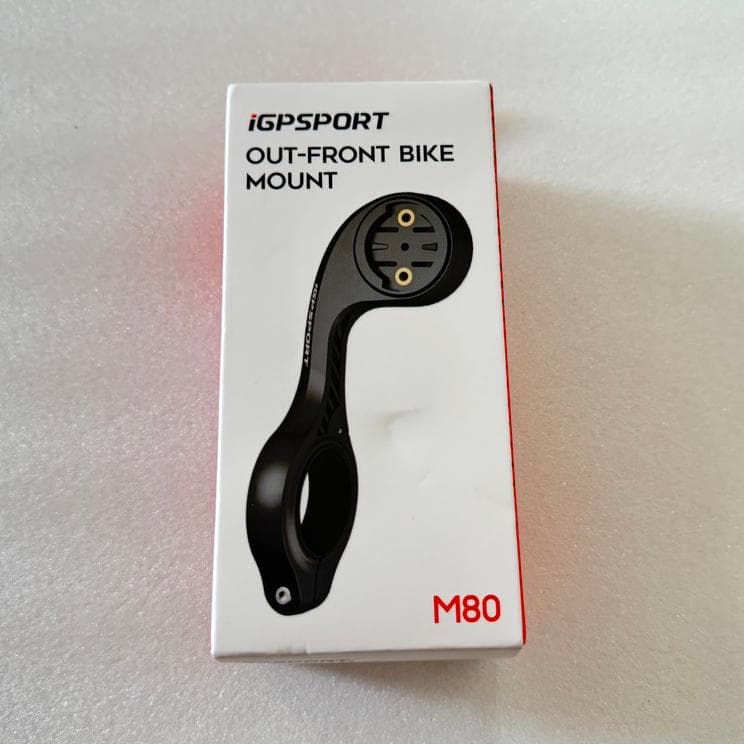 iGPSPORT
OUT-FRONT BIKE
MOUNT
iGPSPORT
M80